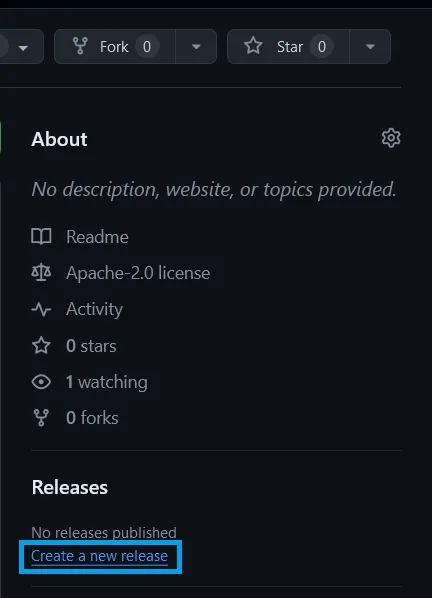 Fork 0
Star 0
About
No description, website, or topics provided.
Readme
Apache-2.0 license
Activity
0 stars
1 watching
0 forks
Releases
No releases published
Create a new release